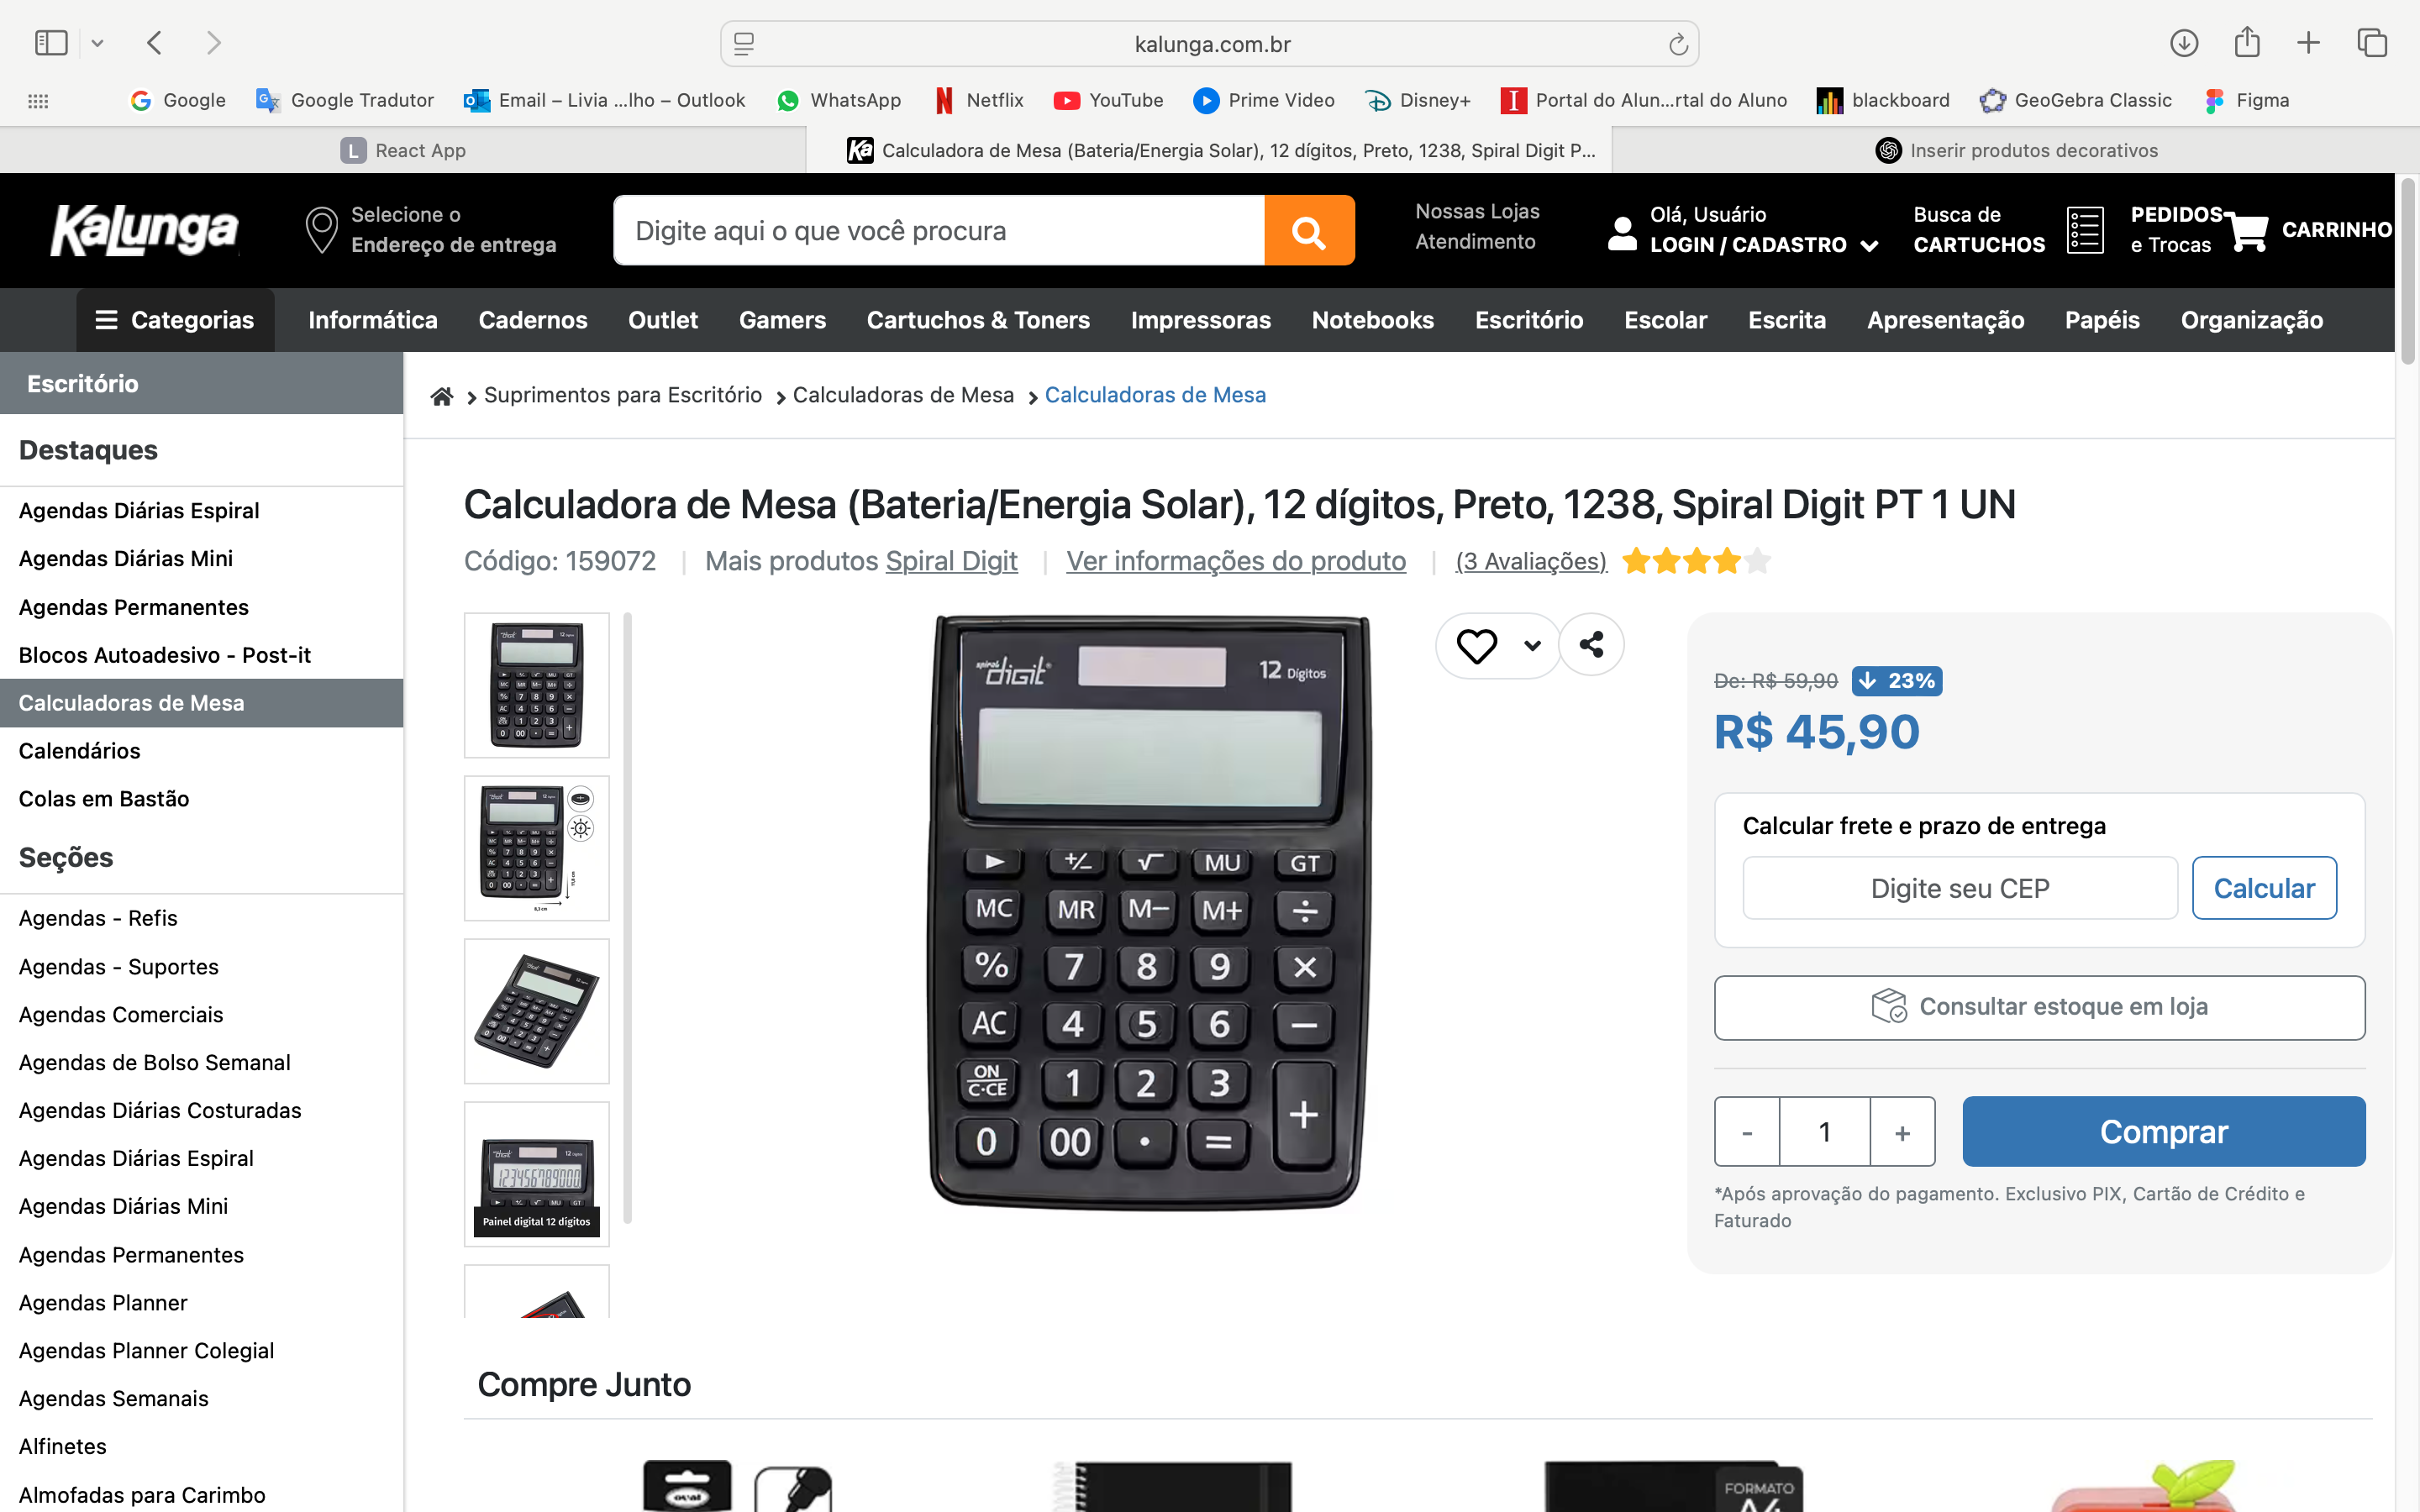 kalunga.com.br
Google
Google Tradutor
Email – Livia ...lho – Outlook
WhatsApp
Netflix
YouTube
Prime Video
Disney+
Portal do Alun...rtal do Aluno
blackboard
GeoGebra Classic
Figma
L React App
Ka Calculadora de Mesa (Bateria/Energia Solar), 12 dígitos, Preto, 1238, Spiral Digit P...
Inserir produtos decorativos
Kalunga
Selecione o
Endereço de entrega
Digite aqui o que você procura
Nossas Lojas
Atendimento
Olá, Usuário
LOGIN / CADASTRO
Busca de
CARTUCHOS
PEDIDOS
e Trocas
CARRINHO
Categorias
Informática
Cadernos
Outlet
Gamers
Cartuchos & Toners
Impressoras
Notebooks
Escritório
Escolar
Escrita
Apresentação
Papéis
Organização
Escritório
Destaques
Agendas Diárias Espiral
Agendas Diárias Mini
Agendas Permanentes
Blocos Autoadesivo - Post-it
Calculadoras de Mesa
Calendários
Colas em Bastão
Seções
Agendas - Refis
Agendas - Suportes
Agendas Comerciais
Agendas de Bolso Semanal
Agendas Diárias Costuradas
Agendas Diárias Espiral
Agendas Diárias Mini
Agendas Permanentes
Agendas Planner
Agendas Planner Colegial
Agendas Semanais
Alfinetes
Almofadas para Carimbo
Suprimentos para Escritório
Calculadoras de Mesa
Calculadoras de Mesa
Calculadora de Mesa (Bateria/Energia Solar), 12 dígitos, Preto, 1238, Spiral Digit PT 1 UN
Código: 159072 | Mais produtos Spiral Digit | Ver informações do produto | (3 Avaliações)
Painel digital 12 dígitos
spiral digit
12 Dígitos
► +/− √ MU GT
MC MR M− M+ ÷
% 7 8 9 ×
AC 4 5 6 −
ON
C·CE 1 2 3 +
0 00 · =
De: R$ 59,90 ↓ 23%
R$ 45,90
Calcular frete e prazo de entrega
Digite seu CEP
Calcular
Consultar estoque em loja
- 1 +
Comprar
*Após aprovação do pagamento. Exclusivo PIX, Cartão de Crédito e
Faturado
Compre Junto
FORMATO
A4